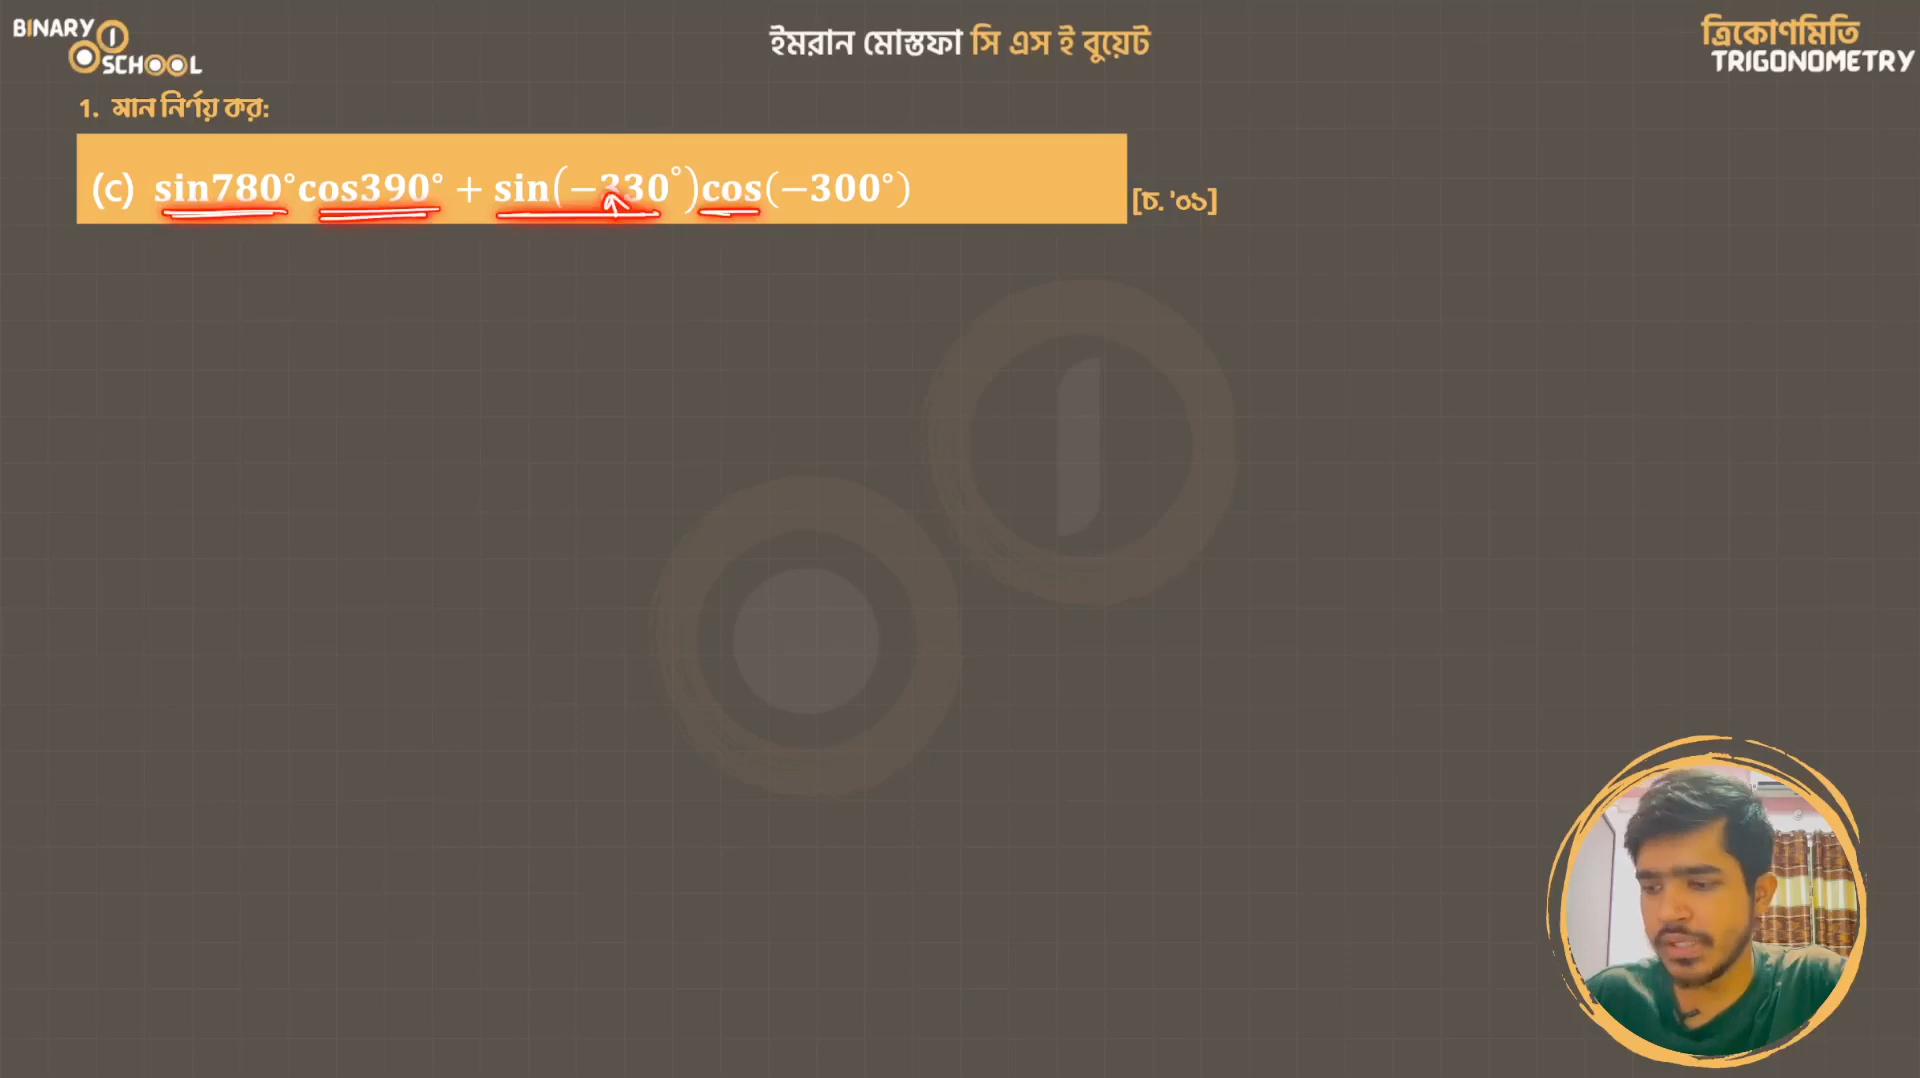 BINARY
SCHOOL
ইমরান মোস্তফা সি এস ই বুয়েট
ত্রিকোণমিতি
TRIGONOMETRY
1. মান নির্ণয় কর:
(c) sin780°cos390° + sin(−330°)cos(−300°)
[চ. '০১]